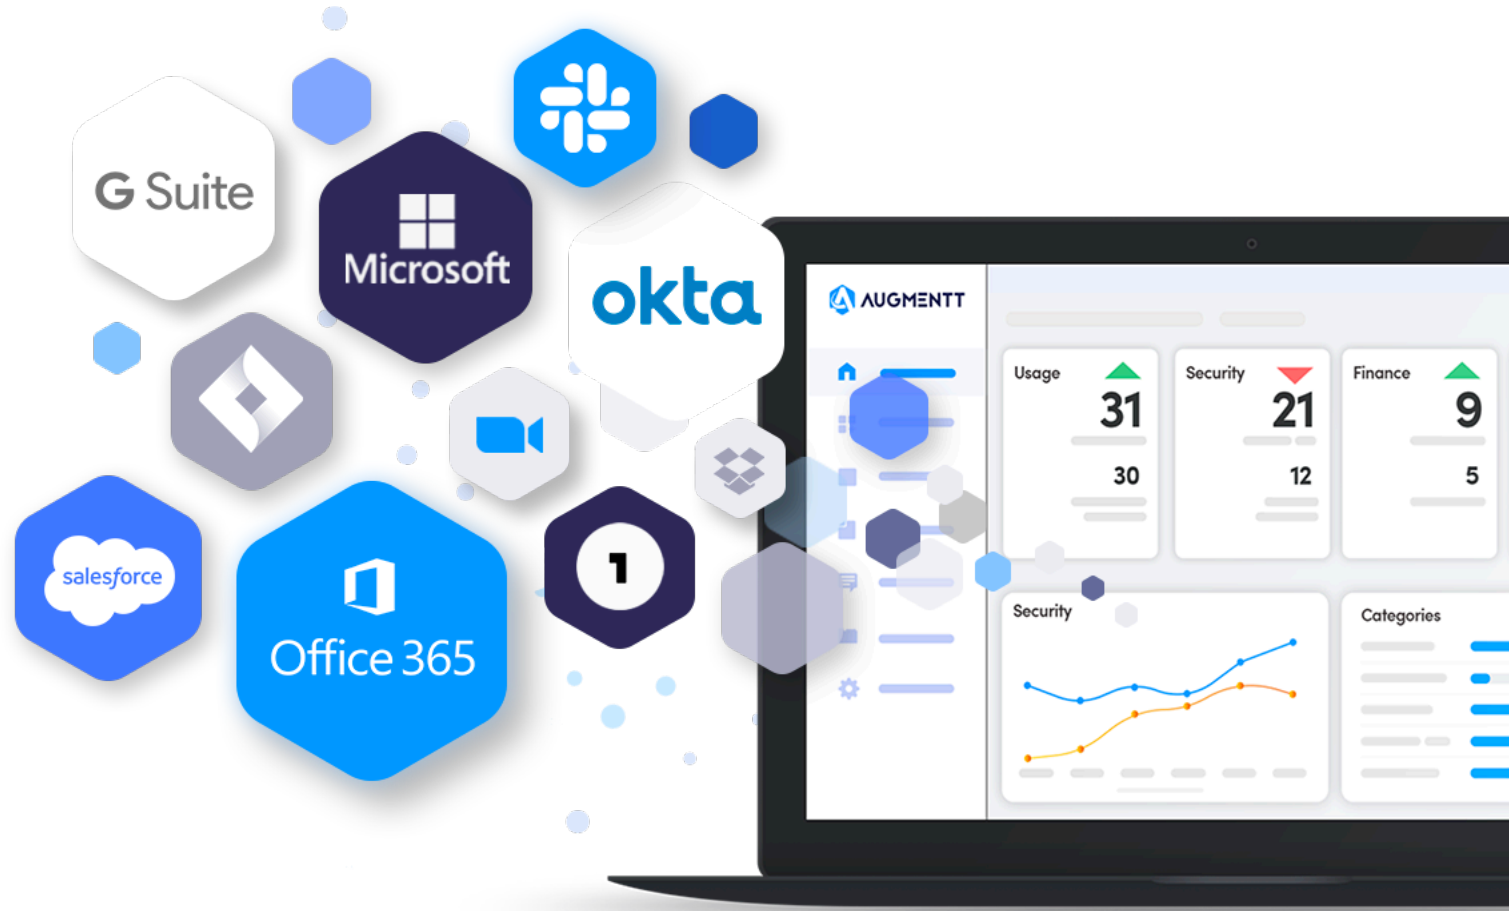 G Suite
Microsoft
okta
salesforce
Office 365
1
AUGMENTT
Usage
31
30
Security
21
12
Finance
9
5
Security
Categories